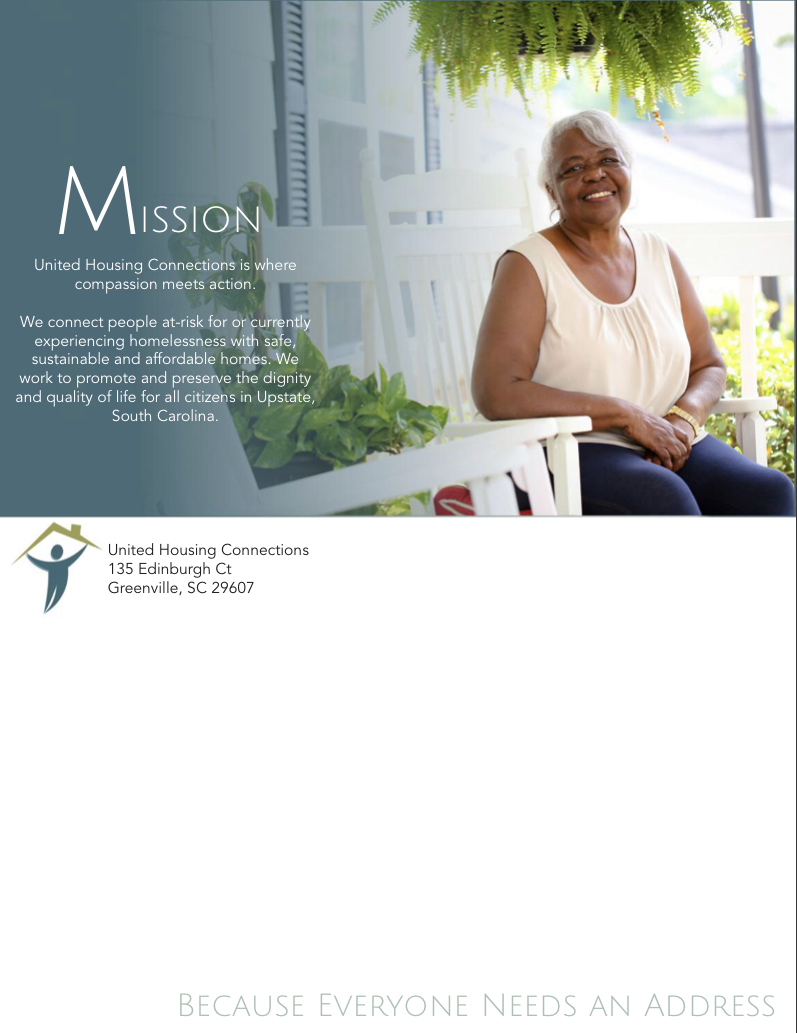 Mission
United Housing Connections is where
compassion meets action.
We connect people at-risk for or currently
experiencing homelessness with safe,
sustainable and affordable homes. We
work to promote and preserve the dignity
and quality of life for all citizens in Upstate,
South Carolina.
United Housing Connections
135 Edinburgh Ct
Greenville, SC 29607
Because Everyone Needs an Address